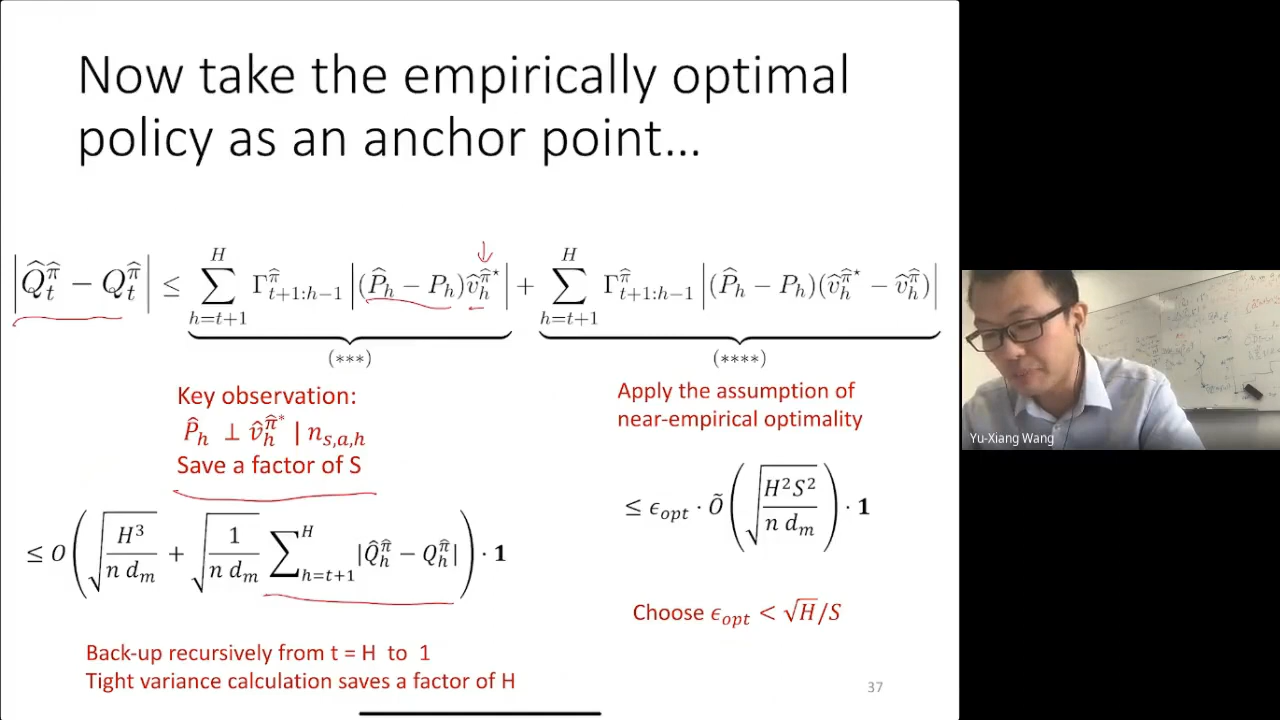 Now take the empirically optimal
policy as an anchor point…
|Q̂_t^π̂ − Q_t^π̂| ≤ ∑_{h=t+1}^{H} Γ_{t+1:h−1}^π̂ |(P̂_h − P_h)v̂_h^{π̂⋆}| + ∑_{h=t+1}^{H} Γ_{t+1:h−1}^π̂ |(P̂_h − P_h)(v̂_h^{π̂⋆} − v̂_h^π̂)|
(***) (****)
Key observation:
P̂_h ⊥ v̂_h^{π̂*} | n_{s,a,h}
Save a factor of S
Apply the assumption of
near-empirical optimality
≤ O(√(H³/(n d_m)) + √(1/(n d_m)) ∑_{h=t+1}^{H} |Q̂_h^π̂ − Q_h^π̂|) · 1
≤ ϵ_opt · Õ(√(H²S²/(n d_m))) · 1
Choose ϵ_opt < √H/S
Back-up recursively from t = H to 1
Tight variance calculation saves a factor of H
37
Yu-Xiang Wang